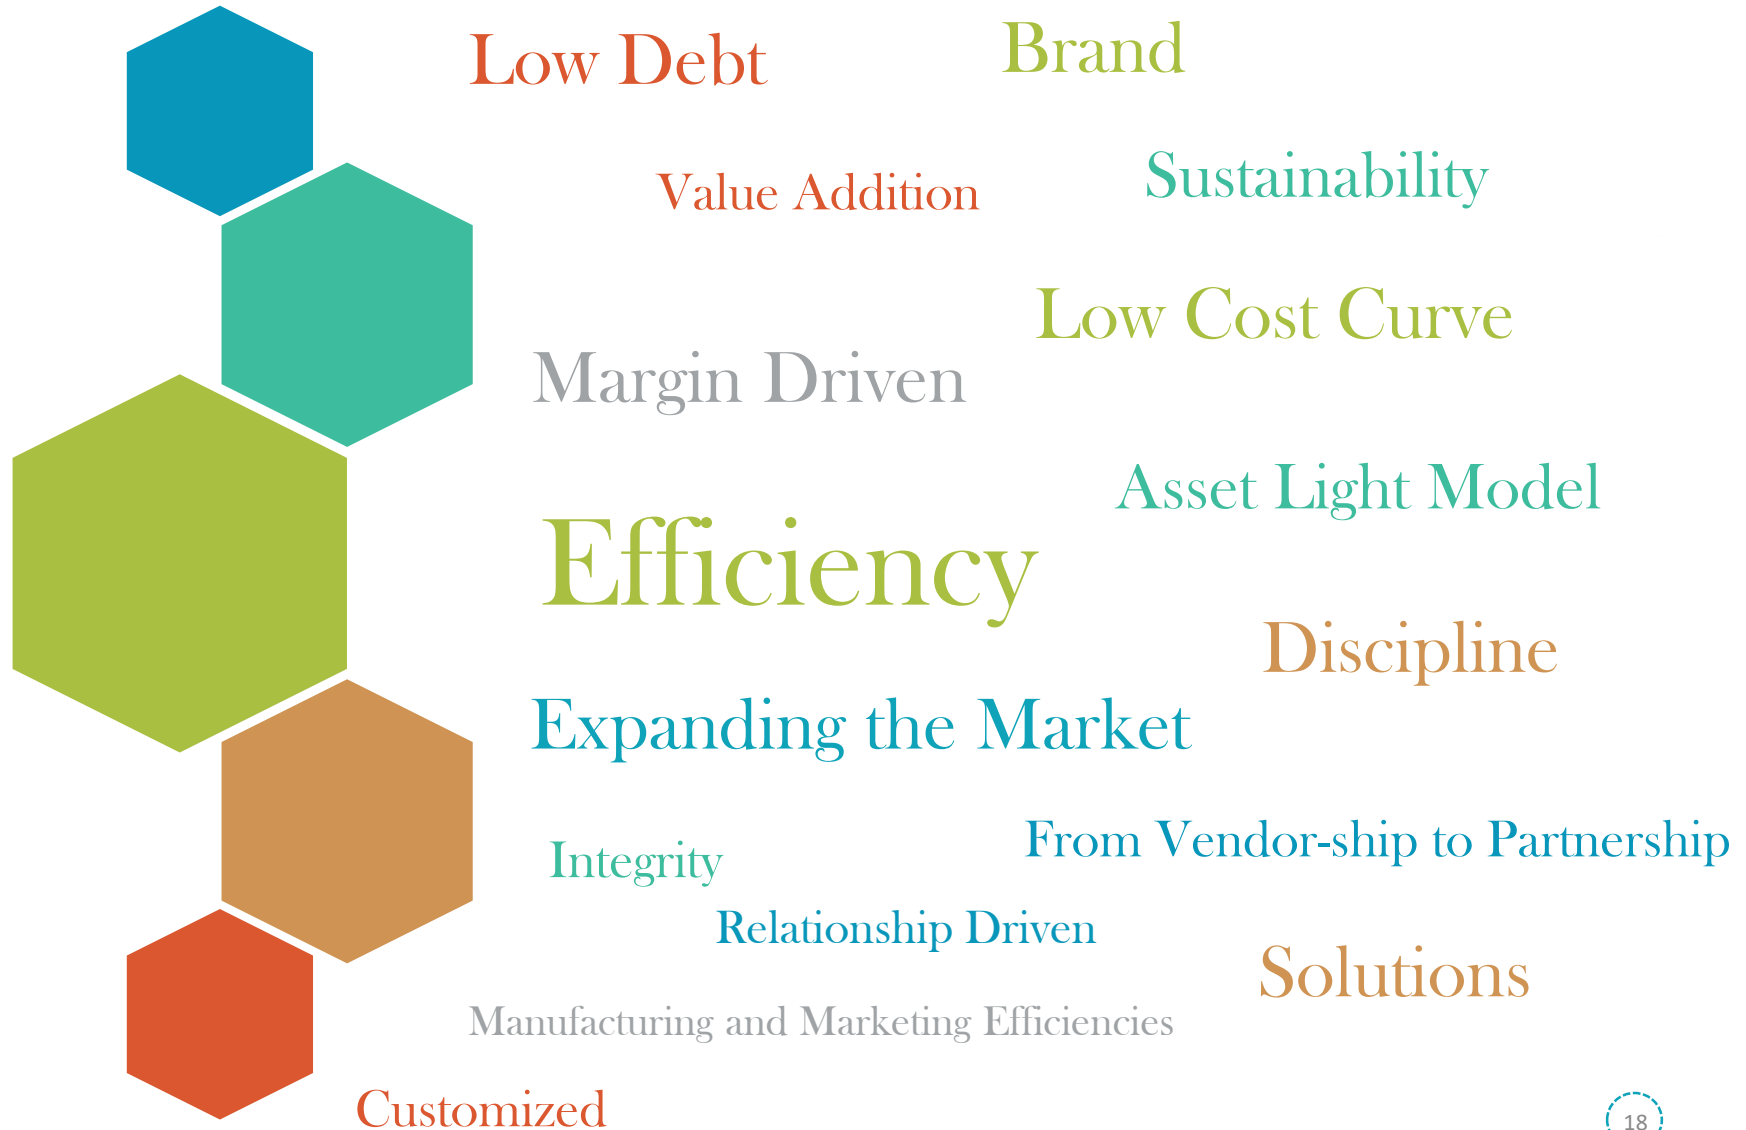 Low Debt
Brand
Value Addition
Sustainability
Low Cost Curve
Margin Driven
Asset Light Model
Efficiency
Discipline
Expanding the Market
From Vendor-ship to Partnership
Integrity
Relationship Driven
Solutions
Manufacturing and Marketing Efficiencies
Customized
18